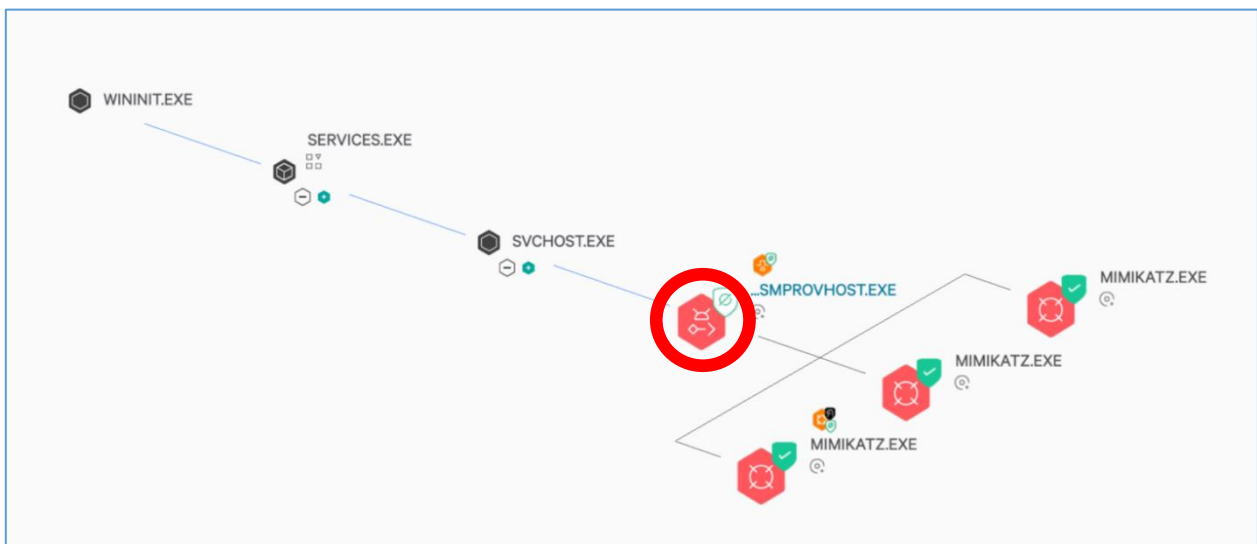 WININIT.EXE
SERVICES.EXE
SVCHOST.EXE
...SMPROVHOST.EXE
MIMIKATZ.EXE
MIMIKATZ.EXE
MIMIKATZ.EXE